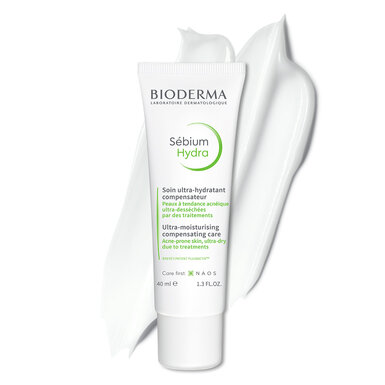 BIODERMA
LABORATOIRE DERMATOLOGIQUE
Sébium
Hydra
Soin ultra-hydratant
compensateur
Peaux à tendance acnéique
ultra-desséchées
par des traitements
Ultra-moisturising
compensating care
Acne-prone skin, ultra-dry
due to treatments
Care first
NAOS
40 ml e
1.3 FL.OZ.